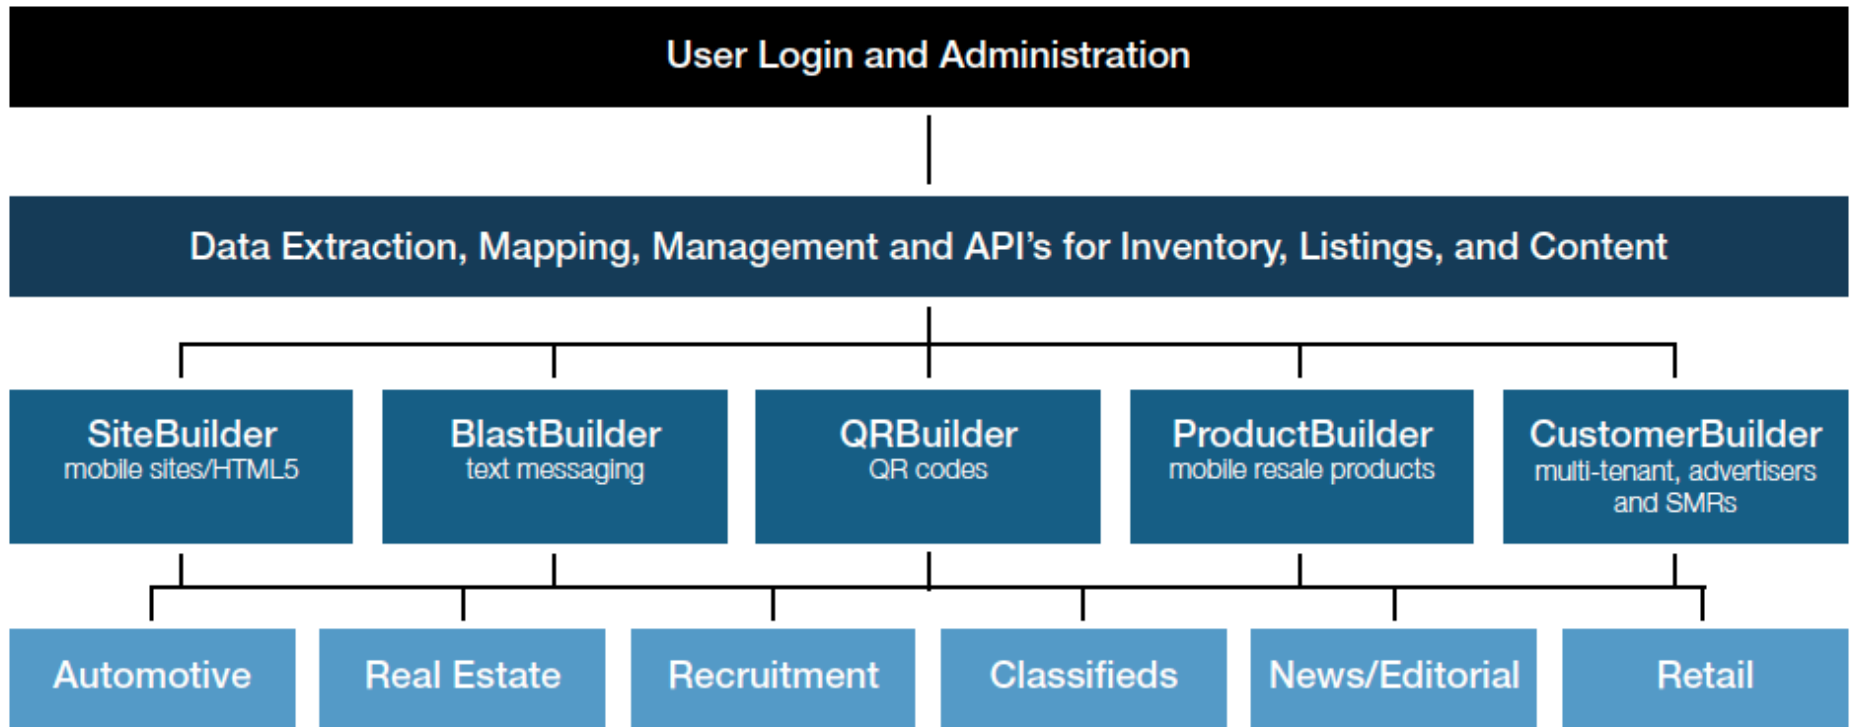 User Login and Administration
Data Extraction, Mapping, Management and API's for Inventory, Listings, and Content
SiteBuilder
mobile sites/HTML5
BlastBuilder
text messaging
QRBuilder
QR codes
ProductBuilder
mobile resale products
CustomerBuilder
multi-tenant, advertisers
and SMRs
Automotive
Real Estate
Recruitment
Classifieds
News/Editorial
Retail